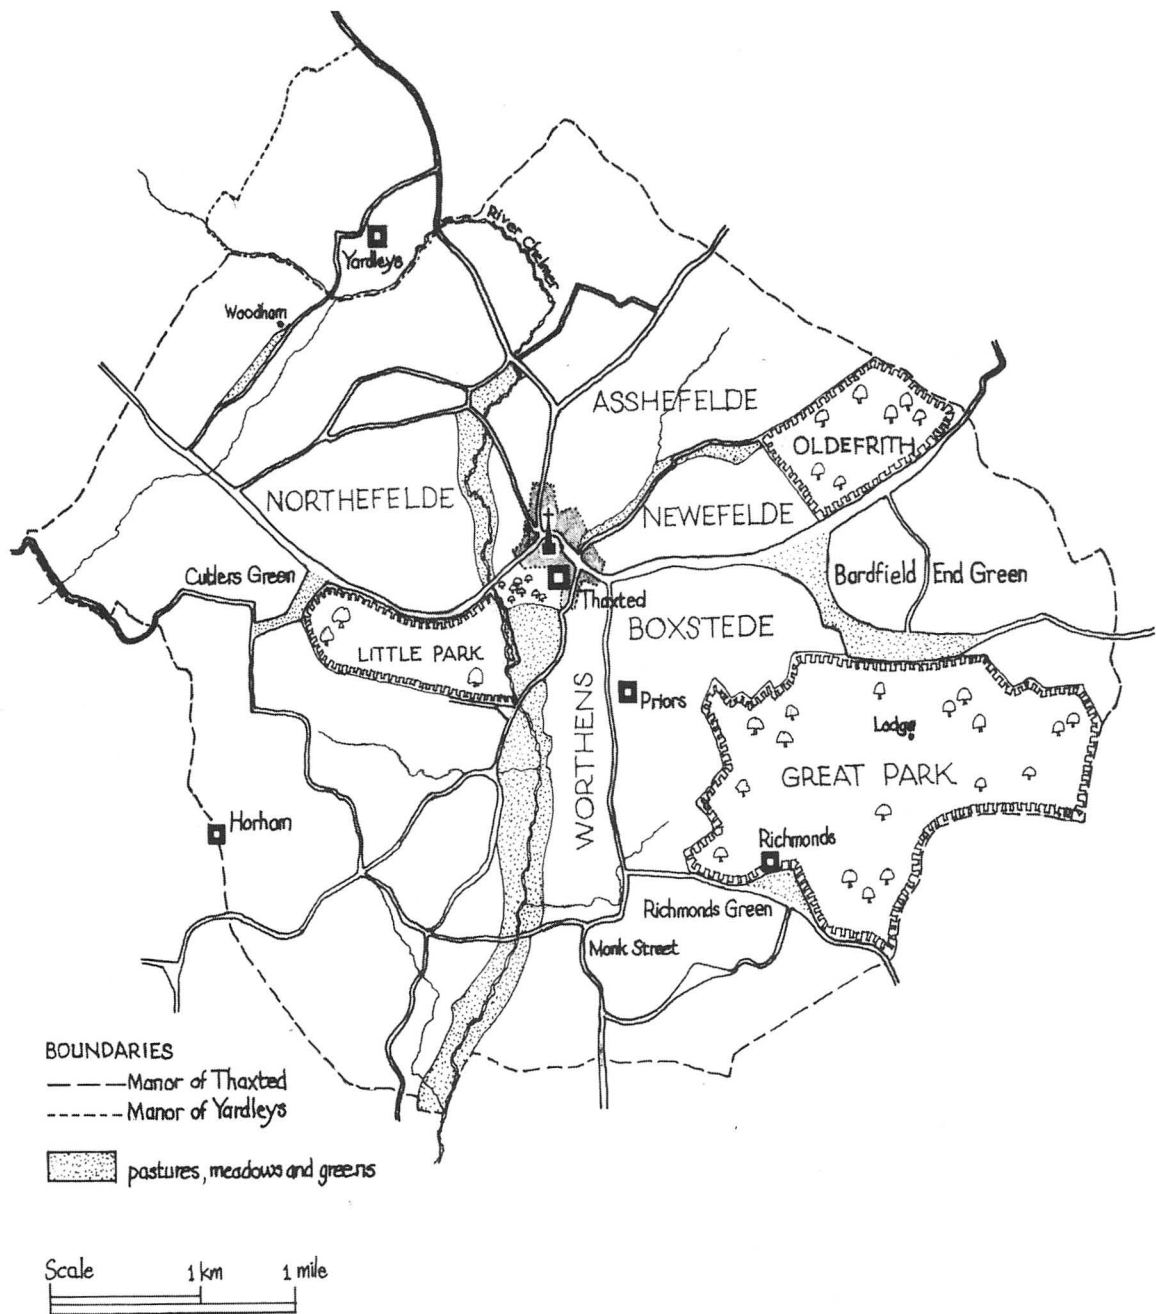 River Chelmer
Yardleys
Woodham
ASSHEFELDE
OLDEFRITH
NORTHEFELDE
NEWEFELDE
Cutlers Green
Bardfield End Green
Thaxted
BOXSTEDE
LITTLE PARK
WORTHENS
Priors
Lodge
GREAT PARK
Horham
Richmonds
Richmonds Green
Monk Street
BOUNDARIES
Manor of Thaxted
Manor of Yardleys
pastures, meadows and greens
Scale 1 km 1 mile